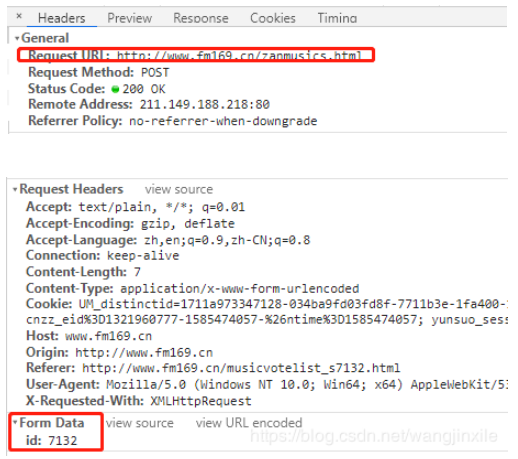 × Headers Preview Response Cookies Timing
▾General
Request URL: http://www.fm169.cn/zanmusics.html
Request Method: POST
Status Code: 200 OK
Remote Address: 211.149.188.218:80
Referrer Policy: no-referrer-when-downgrade
▾Request Headers view source
Accept: text/plain, */*; q=0.01
Accept-Encoding: gzip, deflate
Accept-Language: zh,en;q=0.9,zh-CN;q=0.8
Connection: keep-alive
Content-Length: 7
Content-Type: application/x-www-form-urlencoded
Cookie: UM_distinctid=1711a973347128-034ba9fd03fd8f-7711b3e-1fa400-
cnzz_eid%3D1321960777-1585474057-%26ntime%3D1585474057; yunsuo_ses
Host: www.fm169.cn
Origin: http://www.fm169.cn
Referer: http://www.fm169.cn/musicvotelist_s7132.html
User-Agent: Mozilla/5.0 (Windows NT 10.0; Win64; x64) AppleWebKit/5
X-Requested-With: XMLHttpRequest
▾Form Data view source view URL encoded
id: 7132
https://blog.csdn.net/wangjinxile